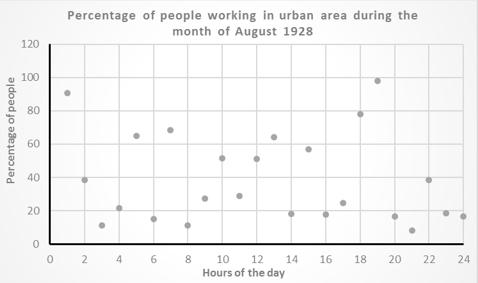 Percentage of people working in urban area during the
month of August 1928
120
100
80
60
40
20
0
Percentage of people
0 2 4 6 8 10 12 14 16 18 20 22 24
Hours of the day